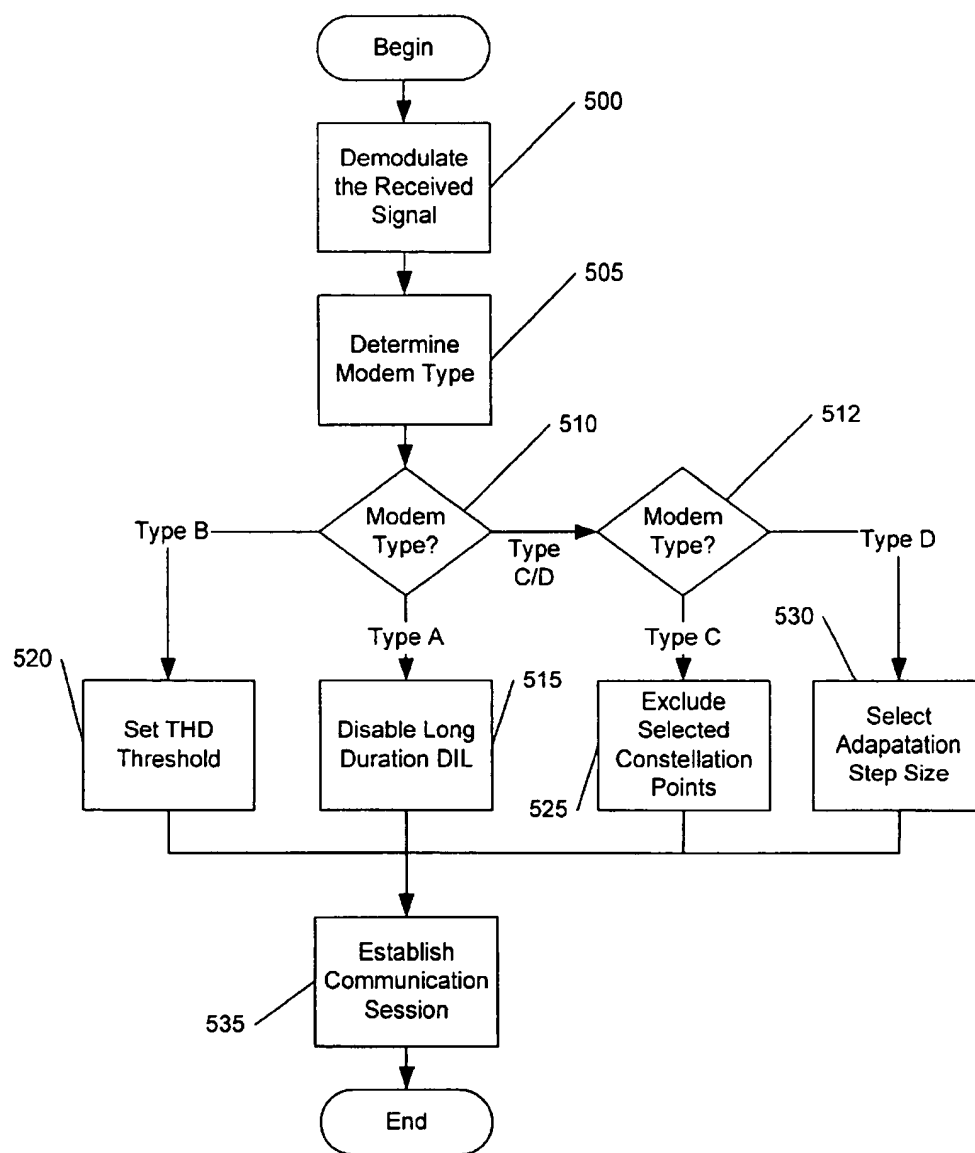 Begin
500
Demodulate
the Received
Signal
505
Determine
Modem Type
510
512
Modem
Type?
Modem
Type?
Type B
Type
C/D
Type D
Type A
Type C
520
515
530
Set THD
Threshold
Disable Long
Duration DIL
Exclude
Selected
Constellation
Points
525
Select
Adapatation
Step Size
Establish
Communication
Session
535
End